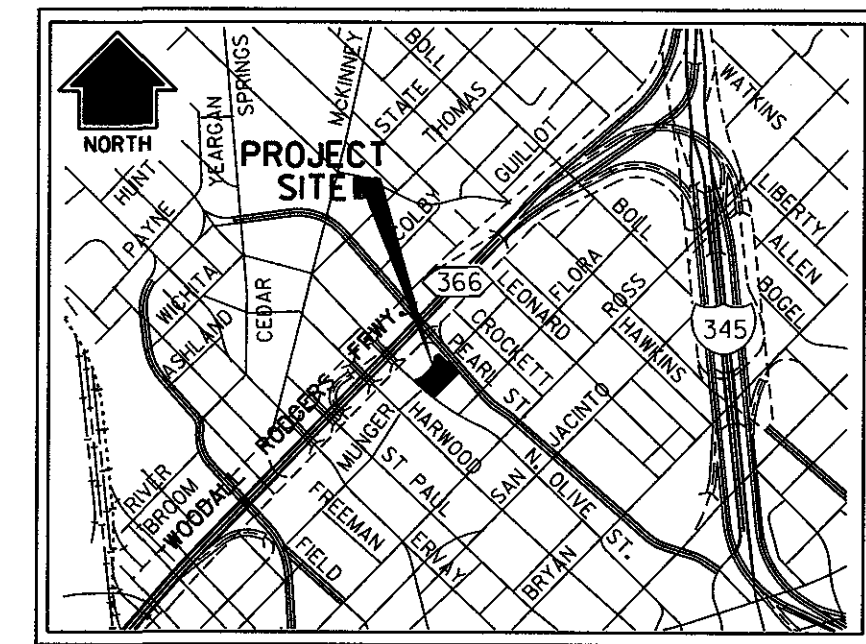 NORTH
PROJECT
SITE
HUNT
PAYNE
YEARGAN
SPRINGS
MCKINNEY
BOLL
STATE
THOMAS
GUILLOT
COLBY
WATKINS
LIBERTY
ALLEN
BOGEL
BOLL
366
345
WICHITA
ASHLAND
CEDAR
LEONARD
FLORA
ROSS
HAWKINS
CROCKETT
PEARL ST.
WOODALL RODGERS FRWY.
MUNGER
HARWOOD
ST PAUL
SAN JACINTO
N. OLIVE ST.
RIVER
BROOM
FREEMAN
FIELD
ERVAY
BRYAN